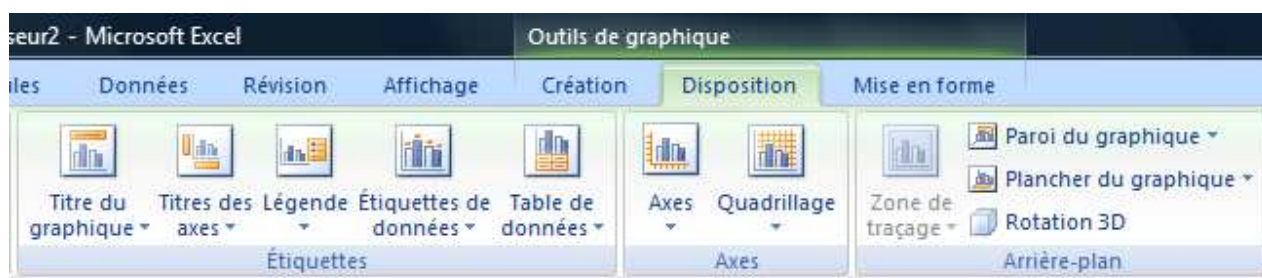 seur2 - Microsoft Excel
Outils de graphique
les Données Révision Affichage Création Disposition Mise en forme
Titre du graphique
Titres des axes
Légende
Étiquettes de données
Table de données
Étiquettes
Axes
Quadrillage
Axes
Zone de traçage
Paroi du graphique
Plancher du graphique
Rotation 3D
Arrière-plan